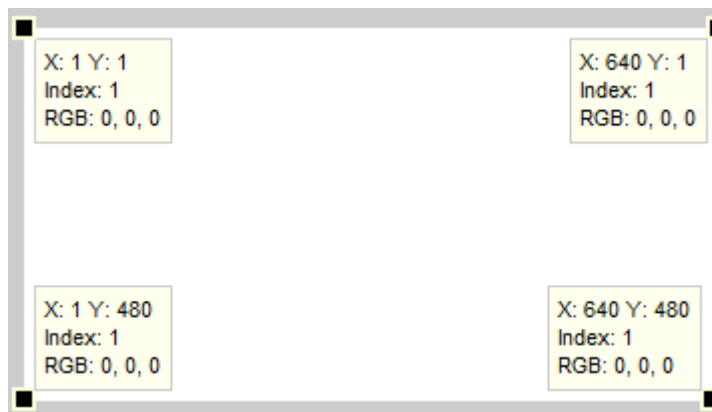 X: 1 Y: 1
Index: 1
RGB: 0, 0, 0
X: 640 Y: 1
Index: 1
RGB: 0, 0, 0
X: 1 Y: 480
Index: 1
RGB: 0, 0, 0
X: 640 Y: 480
Index: 1
RGB: 0, 0, 0